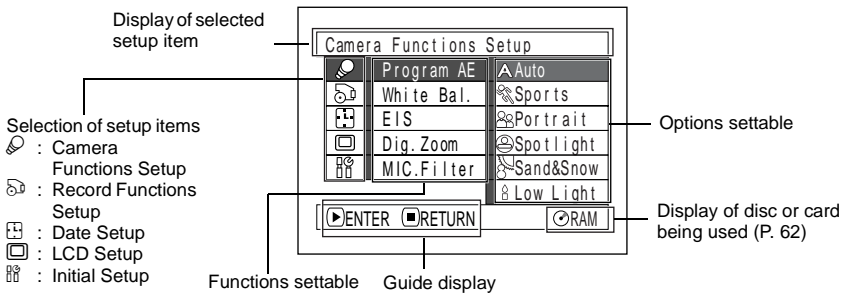 Display of selected
setup item
Camera Functions Setup
Program AE
White Bal.
EIS
Dig. Zoom
MIC. Filter
Auto
Sports
Portrait
Spotlight
Sand&Snow
Low Light
ENTER RETURN
RAM
Selection of setup items
: Camera
Functions Setup
: Record Functions
Setup
: Date Setup
: LCD Setup
: Initial Setup
Options settable
Display of disc or card
being used (P. 62)
Functions settable
Guide display